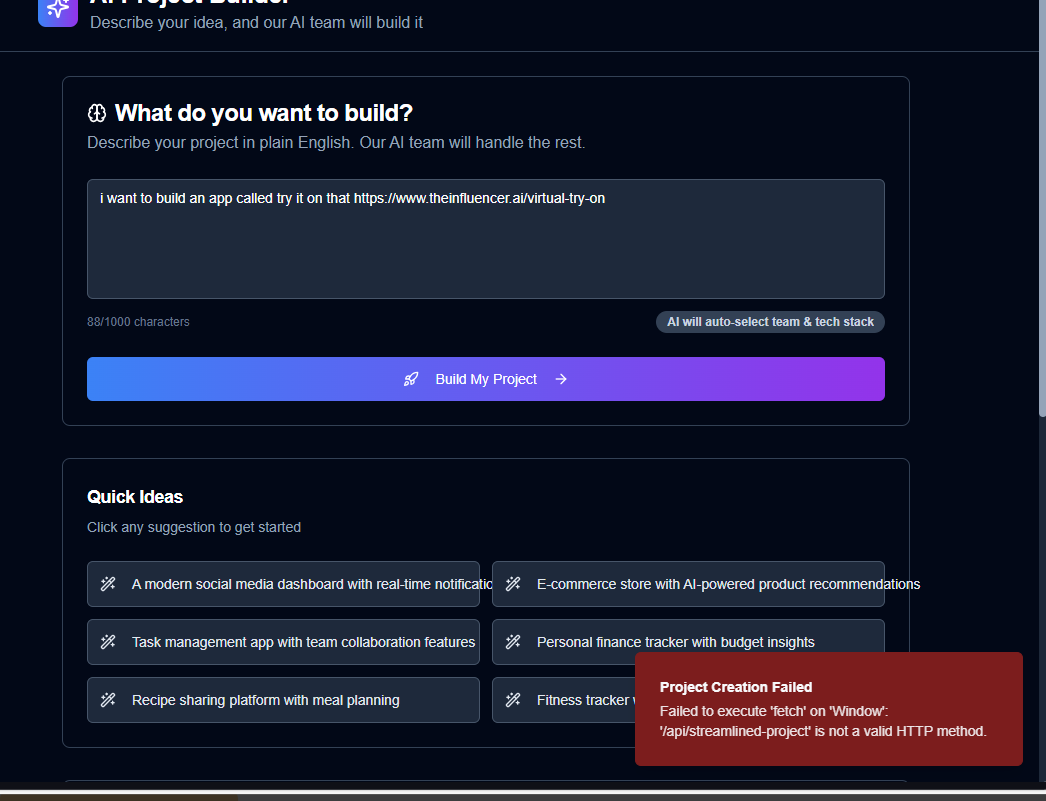 AI Project Builder
Describe your idea, and our AI team will build it
What do you want to build?
Describe your project in plain English. Our AI team will handle the rest.
i want to build an app called try it on that https://www.theinfluencer.ai/virtual-try-on
88/1000 characters
AI will auto-select team & tech stack
Build My Project
Quick Ideas
Click any suggestion to get started
A modern social media dashboard with real-time notificatio
E-commerce store with AI-powered product recommendations
Task management app with team collaboration features
Personal finance tracker with budget insights
Recipe sharing platform with meal planning
Fitness tracker
Project Creation Failed
Failed to execute 'fetch' on 'Window':
'/api/streamlined-project' is not a valid HTTP method.